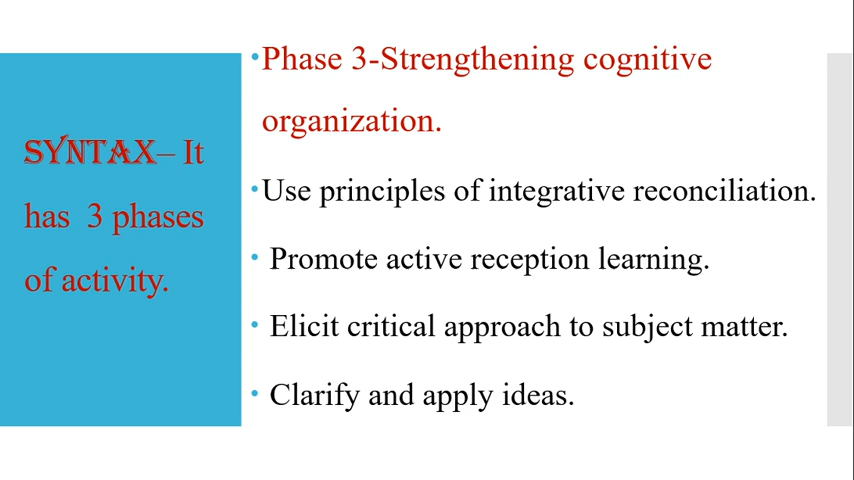 SYNTAX– It
has 3 phases
of activity.
•Phase 3-Strengthening cognitive
organization.
•Use principles of integrative reconciliation.
• Promote active reception learning.
• Elicit critical approach to subject matter.
• Clarify and apply ideas.